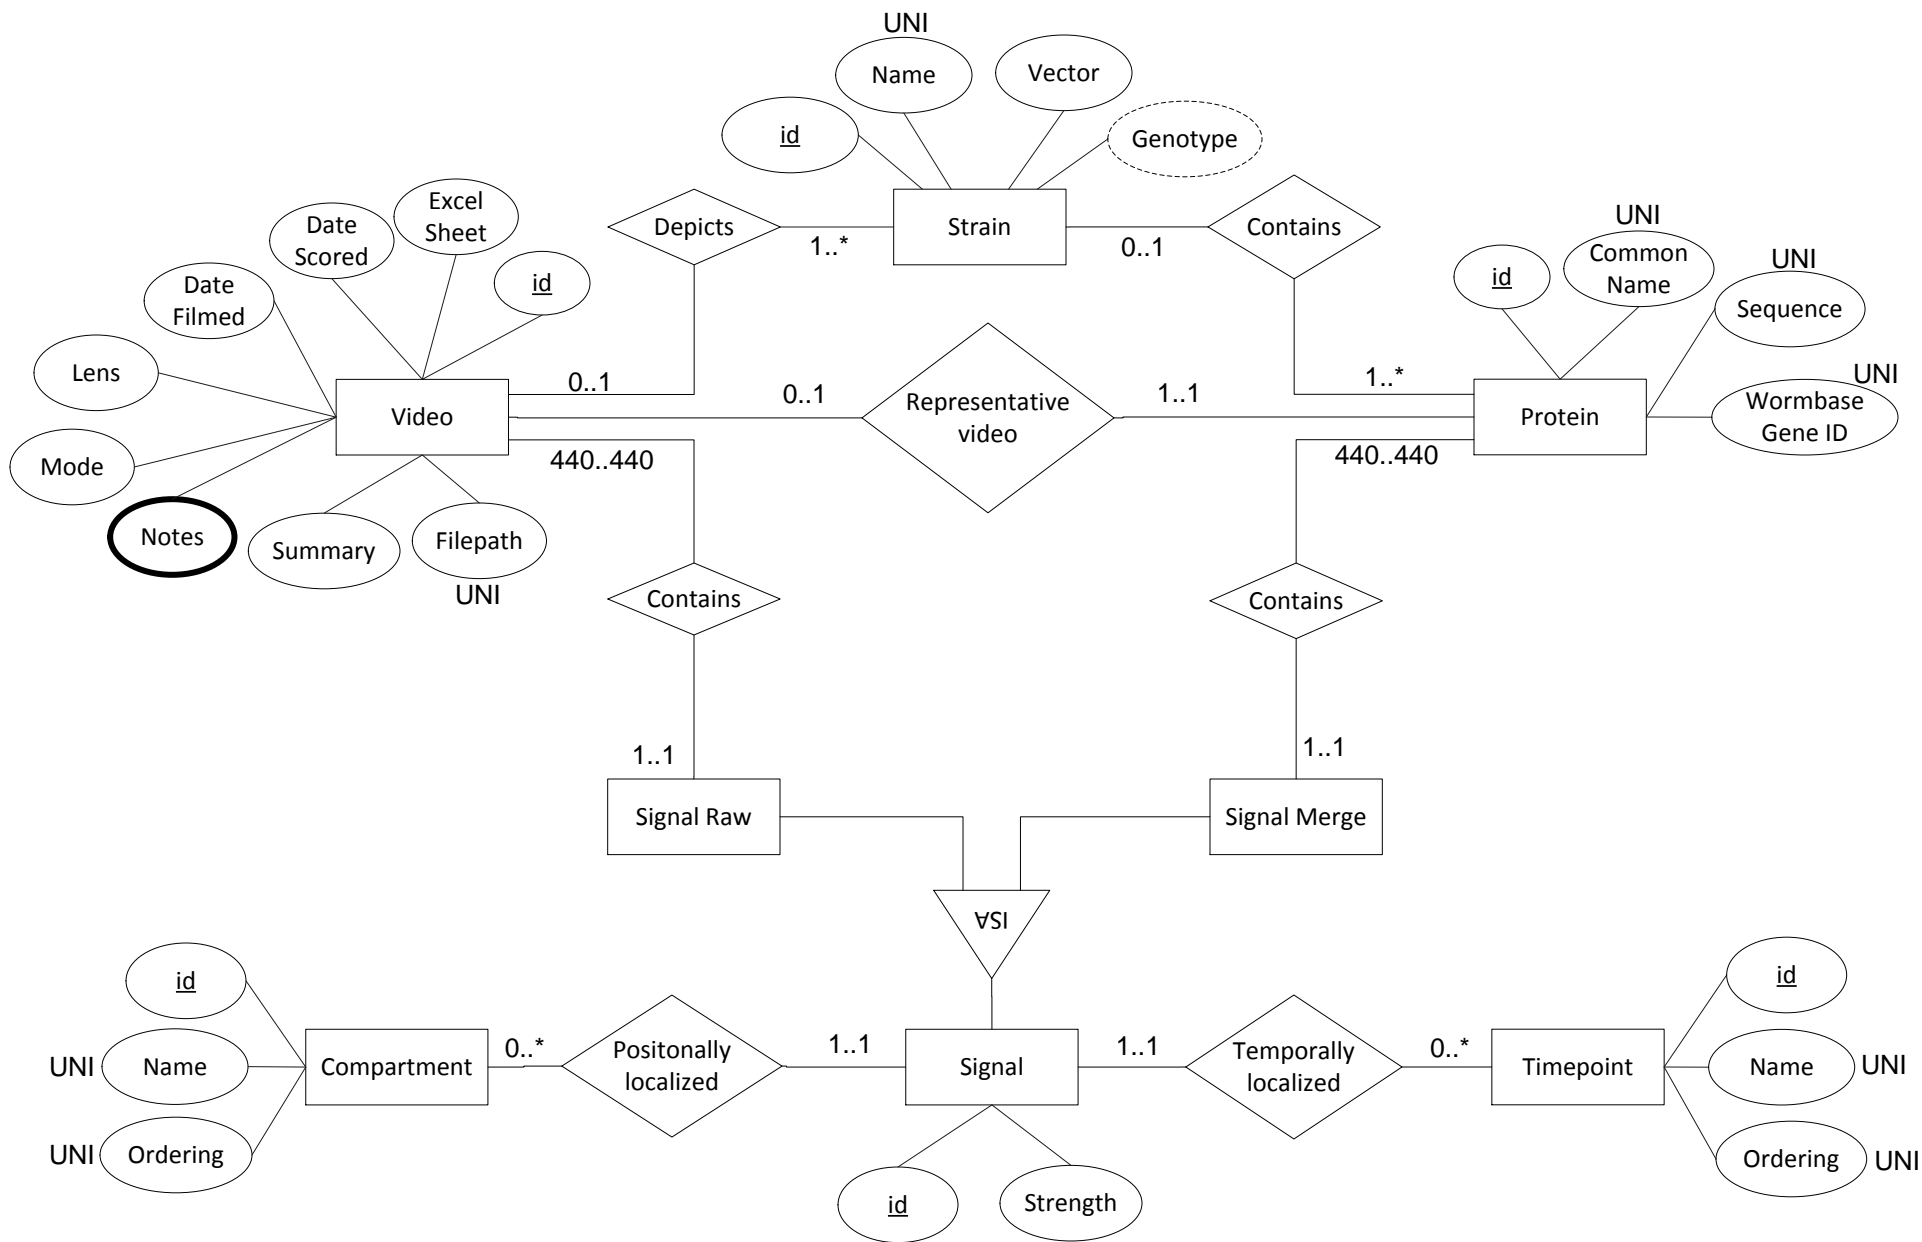 UNI
Name
Vector
id
Genotype
Depicts
1..*
Strain
0..1
Contains
Date
Scored
Excel
Sheet
id
Date
Filmed
Lens
Mode
Notes
Summary
Filepath
UNI
Video
0..1
0..1
Representative
video
1..1
1..*
id
UNI
Common
Name
UNI
Sequence
UNI
Wormbase
Gene ID
Protein
440..440
440..440
Contains
Contains
1..1
1..1
Signal Raw
Signal Merge
ISA
id
UNI
Name
UNI
Ordering
Compartment
0..*
Positonally
localized
1..1
Signal
1..1
Temporally
localized
0..*
Timepoint
id
Name
UNI
Ordering
UNI
id
Strength